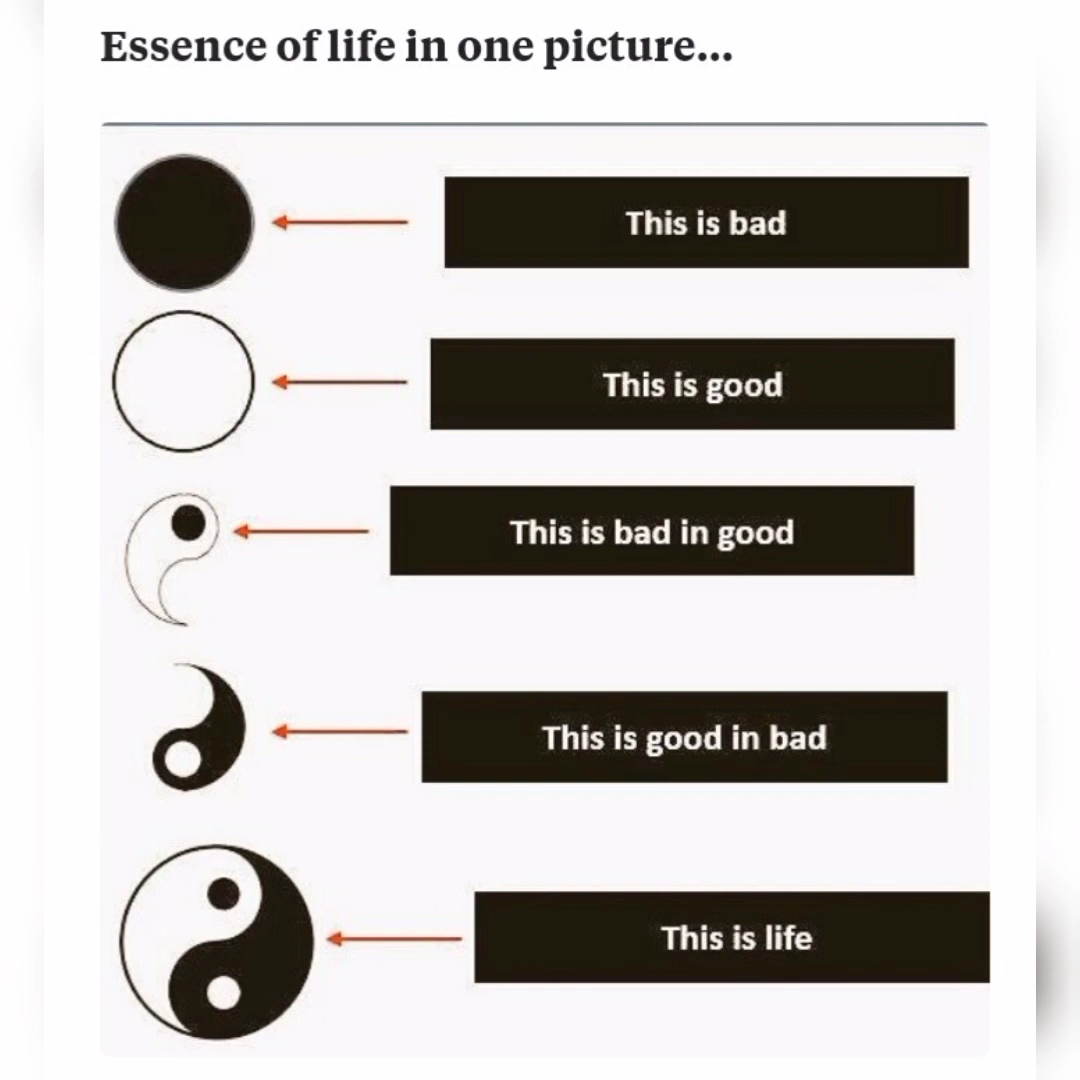 Essence of life in one picture...
This is bad
This is good
This is bad in good
This is good in bad
This is life